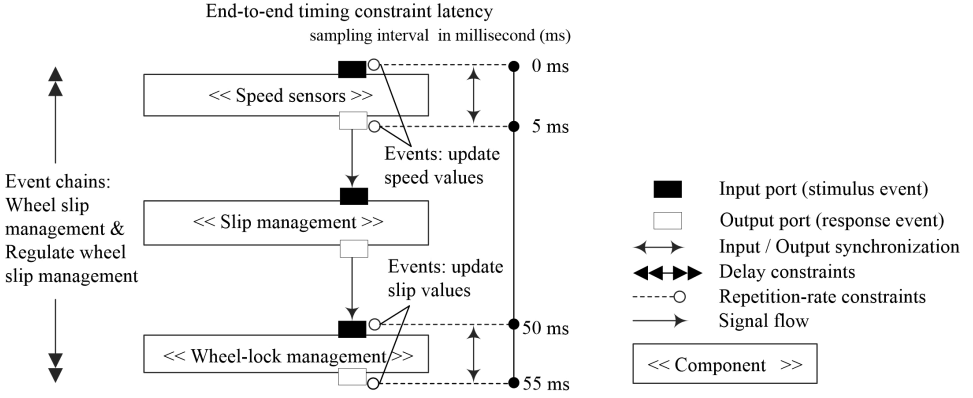 End-to-end timing constraint latency
sampling interval in millisecond (ms)
0 ms
<< Speed sensors >>
5 ms
Events: update
speed values
Event chains:
Wheel slip
management &
Regulate wheel
slip management
<< Slip management >>
Events: update
slip values
50 ms
<< Wheel-lock management >>
55 ms
Input port (stimulus event)
Output port (response event)
Input / Output synchronization
Delay constraints
Repetition-rate constraints
Signal flow
<< Component >>